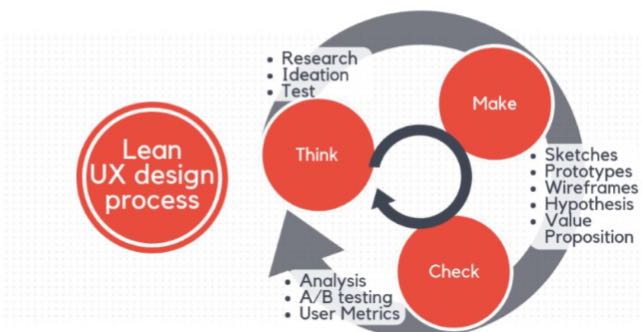 Lean
UX design
process
• Research
• Ideation
• Test
Think
Make
• Sketches
• Prototypes
• Wireframes
• Hypothesis
• Value
Proposition
Check
• Analysis
• A/B testing
• User Metrics